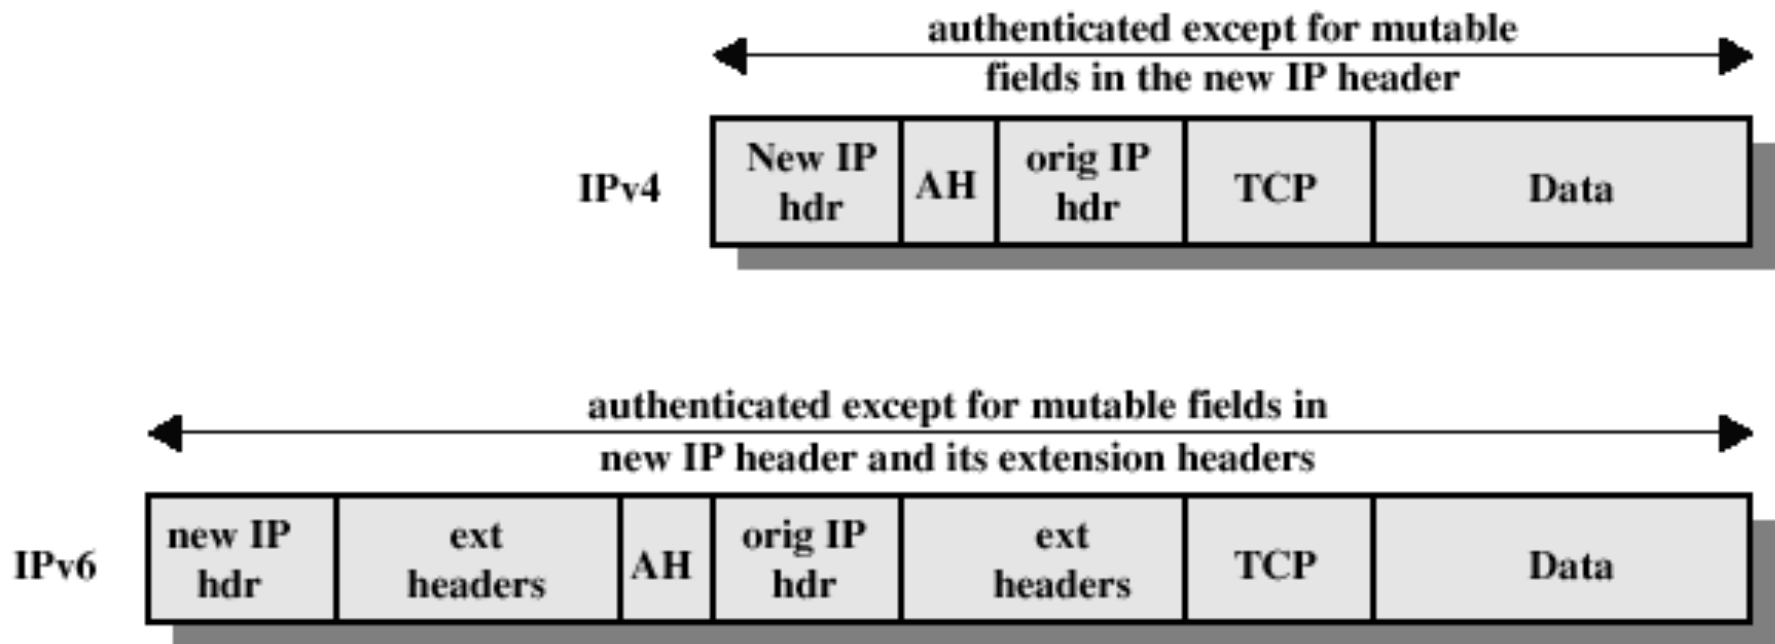 authenticated except for mutable
fields in the new IP header
IPv4
New IP
hdr
AH
orig IP
hdr
TCP
Data
authenticated except for mutable fields in
new IP header and its extension headers
IPv6
new IP
hdr
ext
headers
AH
orig IP
hdr
ext
headers
TCP
Data